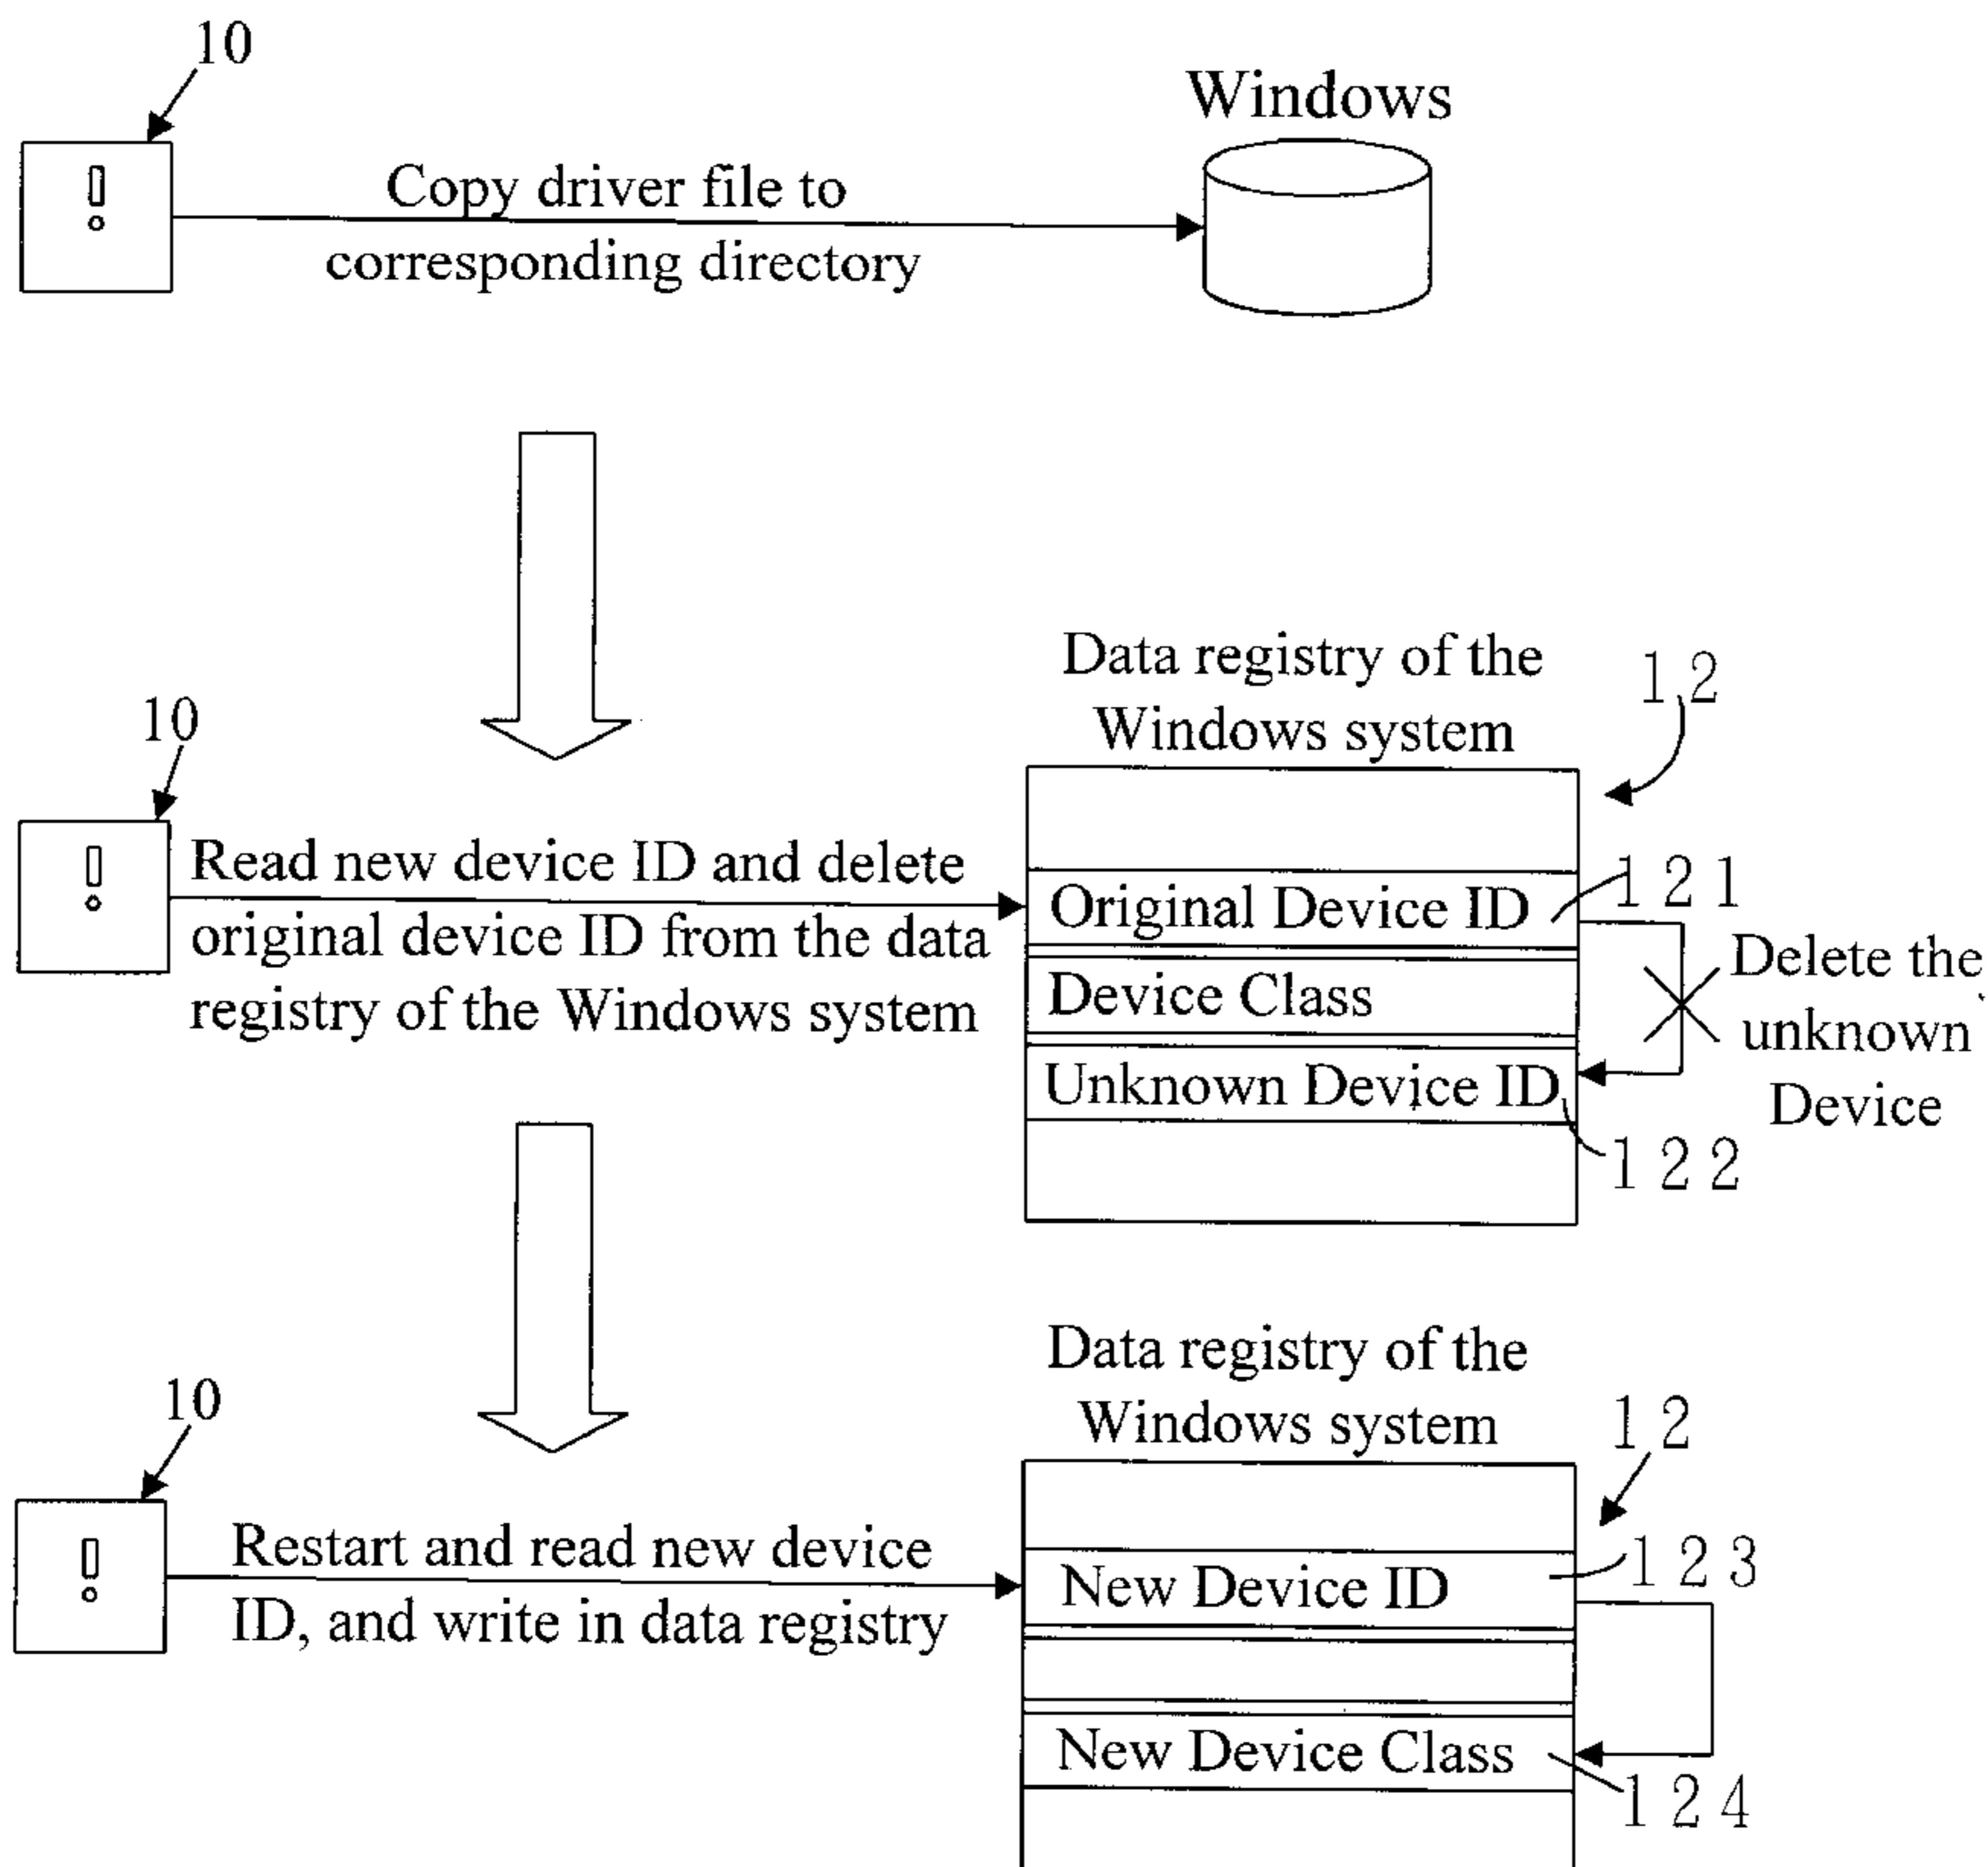 10
Windows
Copy driver file to
corresponding directory
Data registry of the
Windows system
12
10
Read new device ID and delete
original device ID from the data
registry of the Windows system
Original Device ID
121
Device Class
Unknown Device ID
122
Delete the
unknown
Device
Data registry of the
Windows system
12
10
Restart and read new device
ID, and write in data registry
New Device ID
123
New Device Class
124